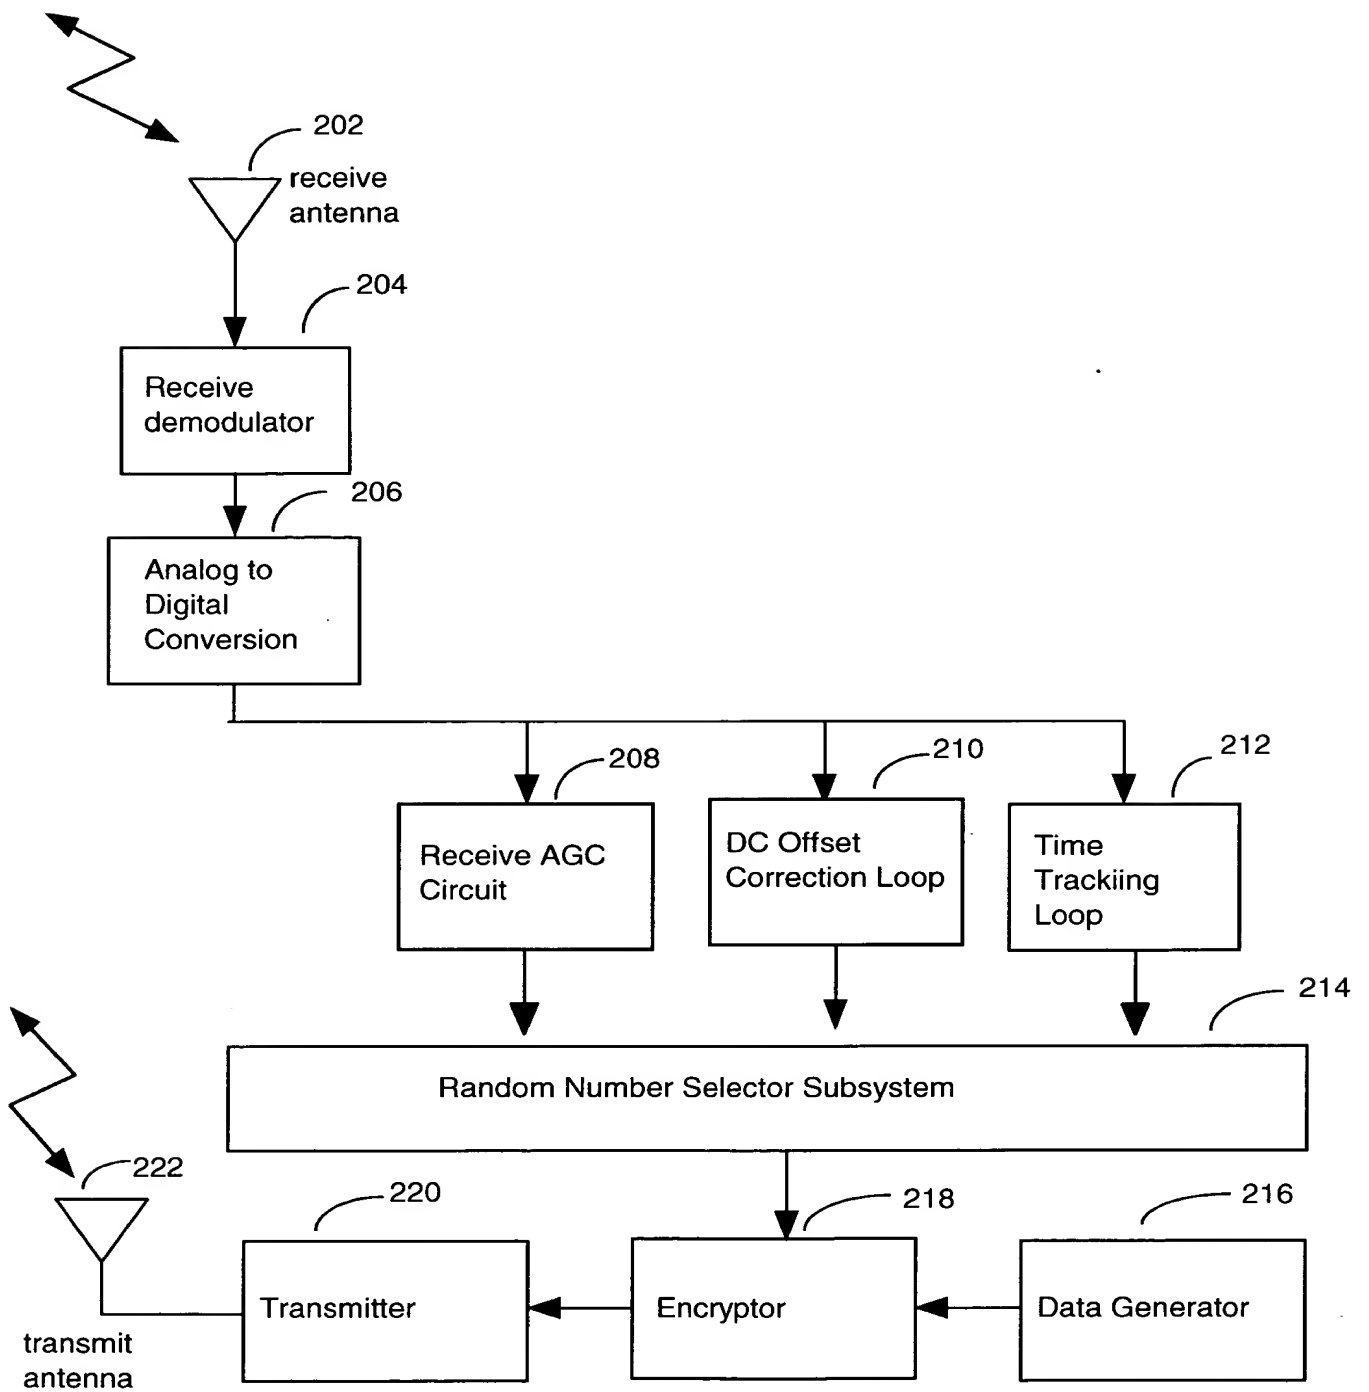 202
receive
antenna
204
Receive
demodulator
206
Analog to
Digital
Conversion
208
210
212
Receive AGC
Circuit
DC Offset
Correction Loop
Time
Trackiing
Loop
214
Random Number Selector Subsystem
222
220
218
216
Transmitter
Encryptor
Data Generator
transmit
antenna